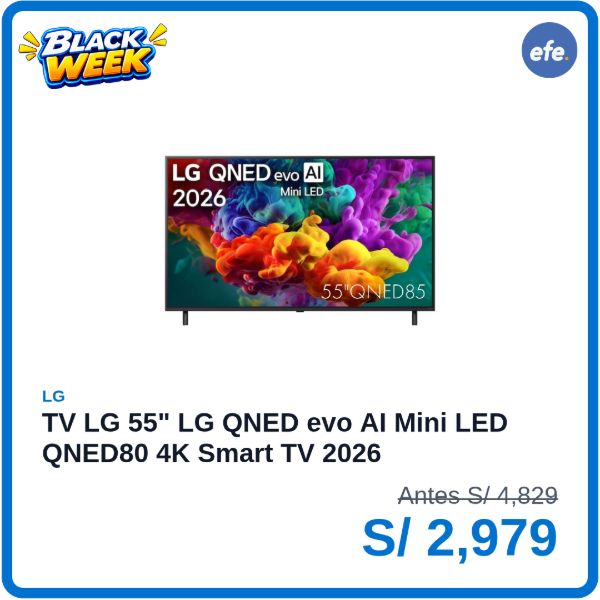 BLACK
WEEK
efe.
LG QNED evo AI
Mini LED
2026
55"QNED85
LG
TV LG 55" LG QNED evo AI Mini LED
QNED80 4K Smart TV 2026
Antes S/ 4,829
S/ 2,979